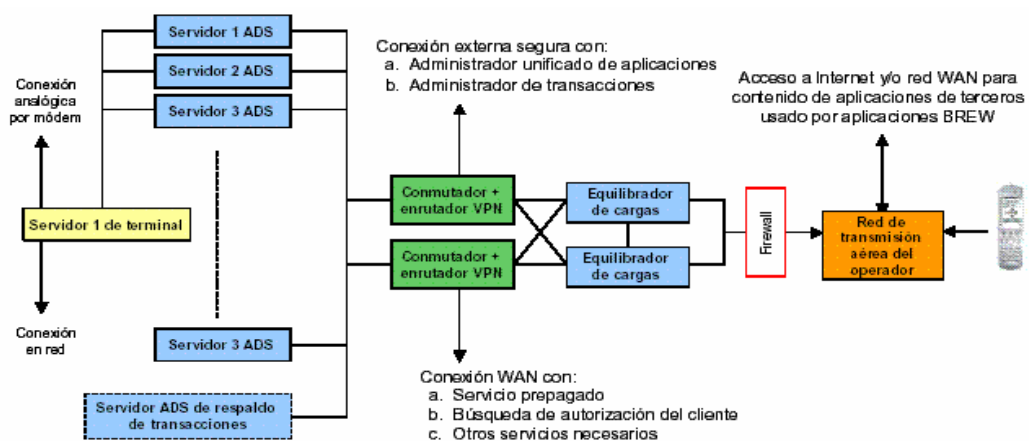 Servidor 1 ADS
Servidor 2 ADS
Servidor 3 ADS
Conexión
analógica
por módem
Servidor 1 de terminal
Conexión
en red
Servidor 3 ADS
Servidor ADS de respaldo
de transacciones
Conexión externa segura con:
a. Administrador unificado de aplicaciones
b. Administrador de transacciones
Conmutador +
enrutador VPN
Conmutador +
enrutador VPN
Conexión WAN con:
a. Servicio prepagado
b. Búsqueda de autorización del cliente
c. Otros servicios necesarios
Equilibrador
de cargas
Equilibrador
de cargas
Firewall
Acceso a Internet y/o red WAN para
contenido de aplicaciones de terceros
usado por aplicaciones BREW
Red de
transmisión
aérea del
operador